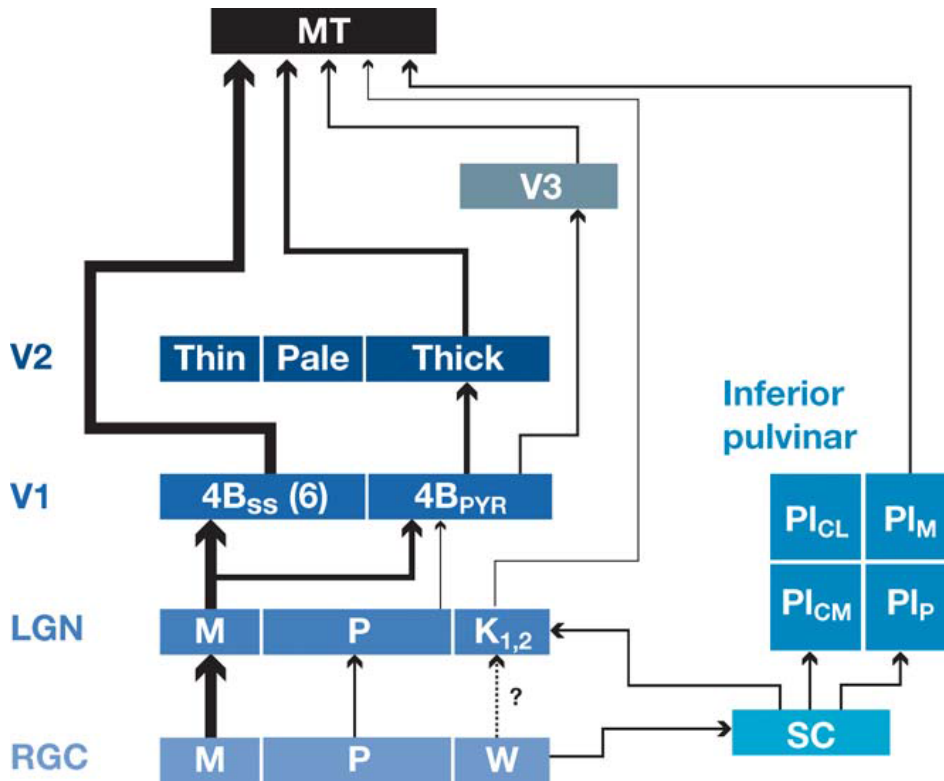 MT
V3
V2
Thin Pale Thick
Inferior
pulvinar
V1
4Bss (6) 4BPYR
PICL PIM
PICM PIP
LGN
M P K1,2
?
RGC
M P W
SC